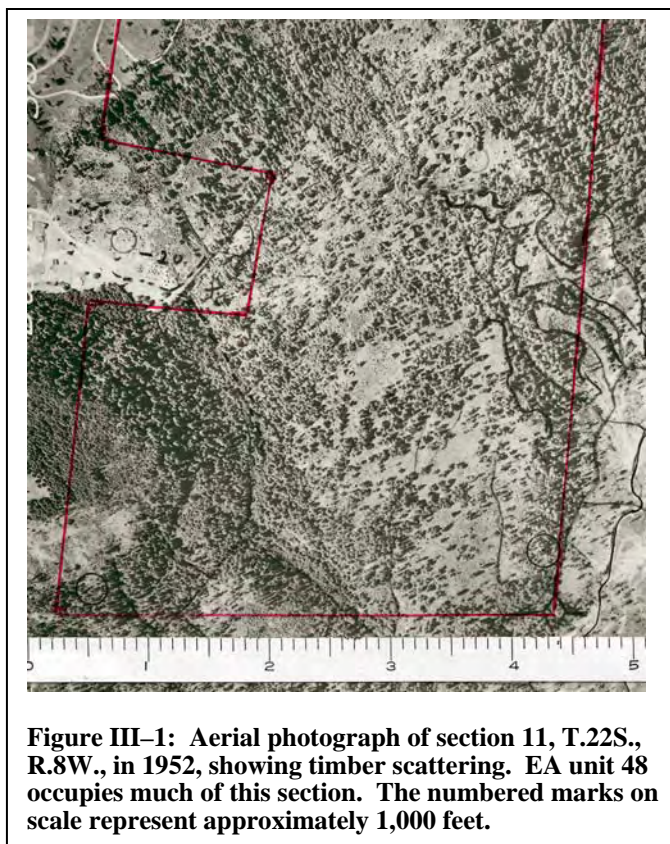 -20
0 1 2 3 4 5
Figure III–1: Aerial photograph of section 11, T.22S.,
R.8W., in 1952, showing timber scattering. EA unit 48
occupies much of this section. The numbered marks on
scale represent approximately 1,000 feet.